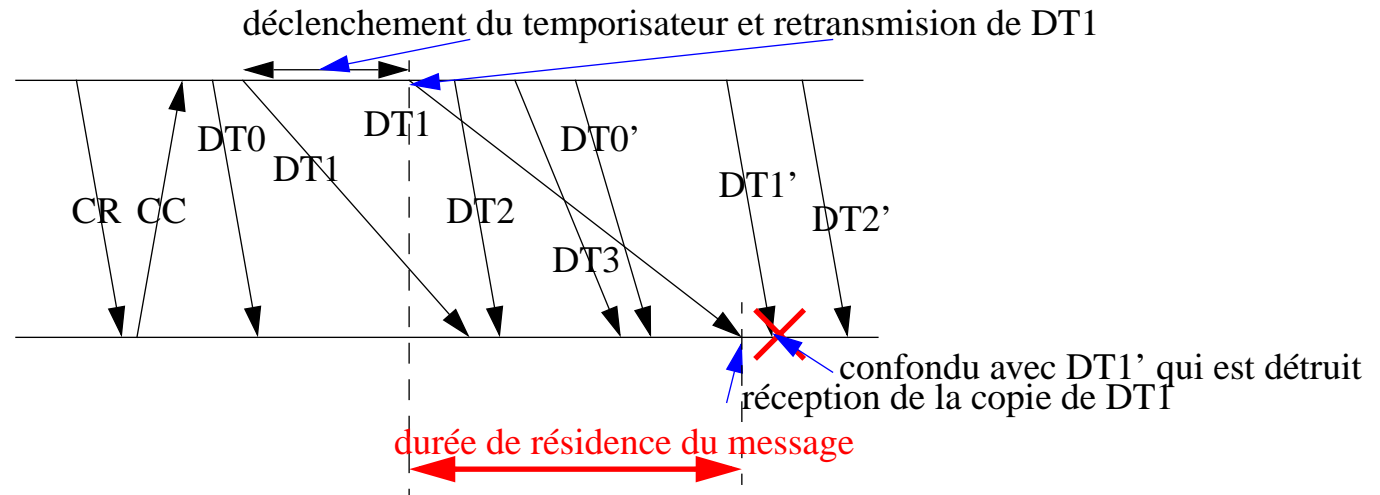 déclenchement du temporisateur et retransmision de DT1
DT1
DT0
DT0’
DT1
DT1’
CR
CC
DT2
DT2’
DT3
confondu avec DT1’ qui est détruit
réception de la copie de DT1
durée de résidence du message